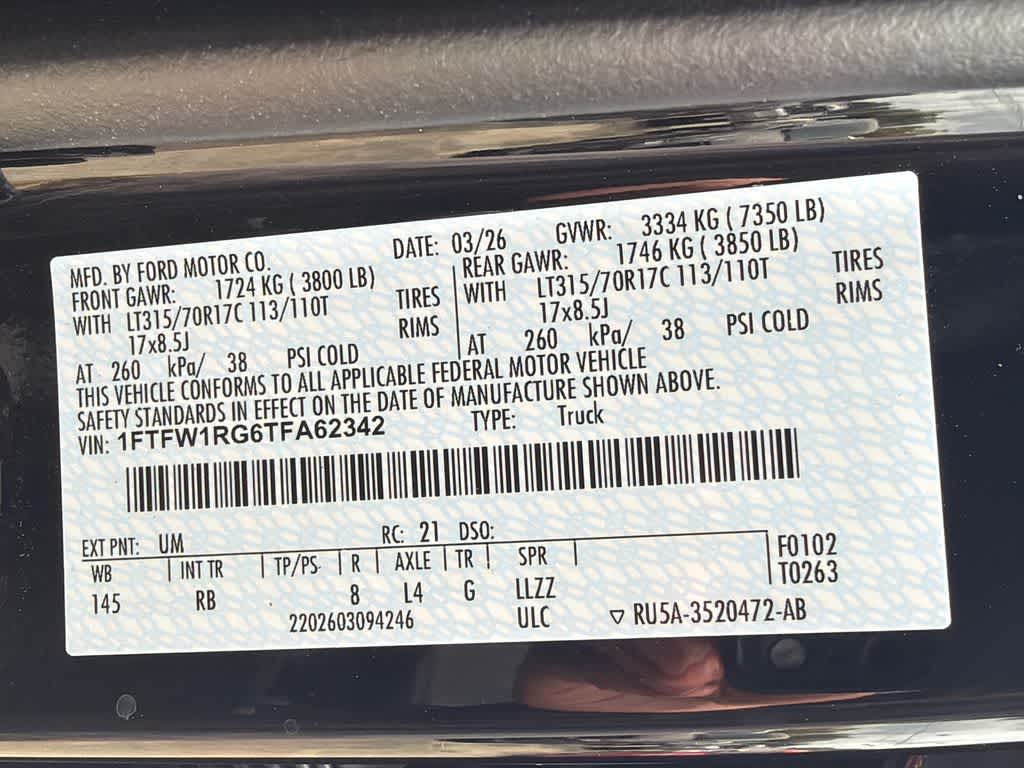 MFD. BY FORD MOTOR CO. DATE: 03/26 GVWR: 3334 KG ( 7350 LB)
FRONT GAWR: 1724 KG ( 3800 LB)
WITH LT315/70R17C 113/110T TIRES
17x8.5J RIMS
AT 260 kPa/ 38 PSI COLD
REAR GAWR: 1746 KG ( 3850 LB)
WITH LT315/70R17C 113/110T TIRES
17x8.5J RIMS
AT 260 kPa/ 38 PSI COLD
THIS VEHICLE CONFORMS TO ALL APPLICABLE FEDERAL MOTOR VEHICLE
SAFETY STANDARDS IN EFFECT ON THE DATE OF MANUFACTURE SHOWN ABOVE.
VIN: 1FTFW1RG6TFA62342 TYPE: Truck
EXT PNT: UM RC: 21 DSO:
WB INT TR TP/PS R AXLE TR SPR F0102
145 RB 8 L4 G LLZZ T0263
2202603094246 ULC ▽ RU5A-3520472-AB